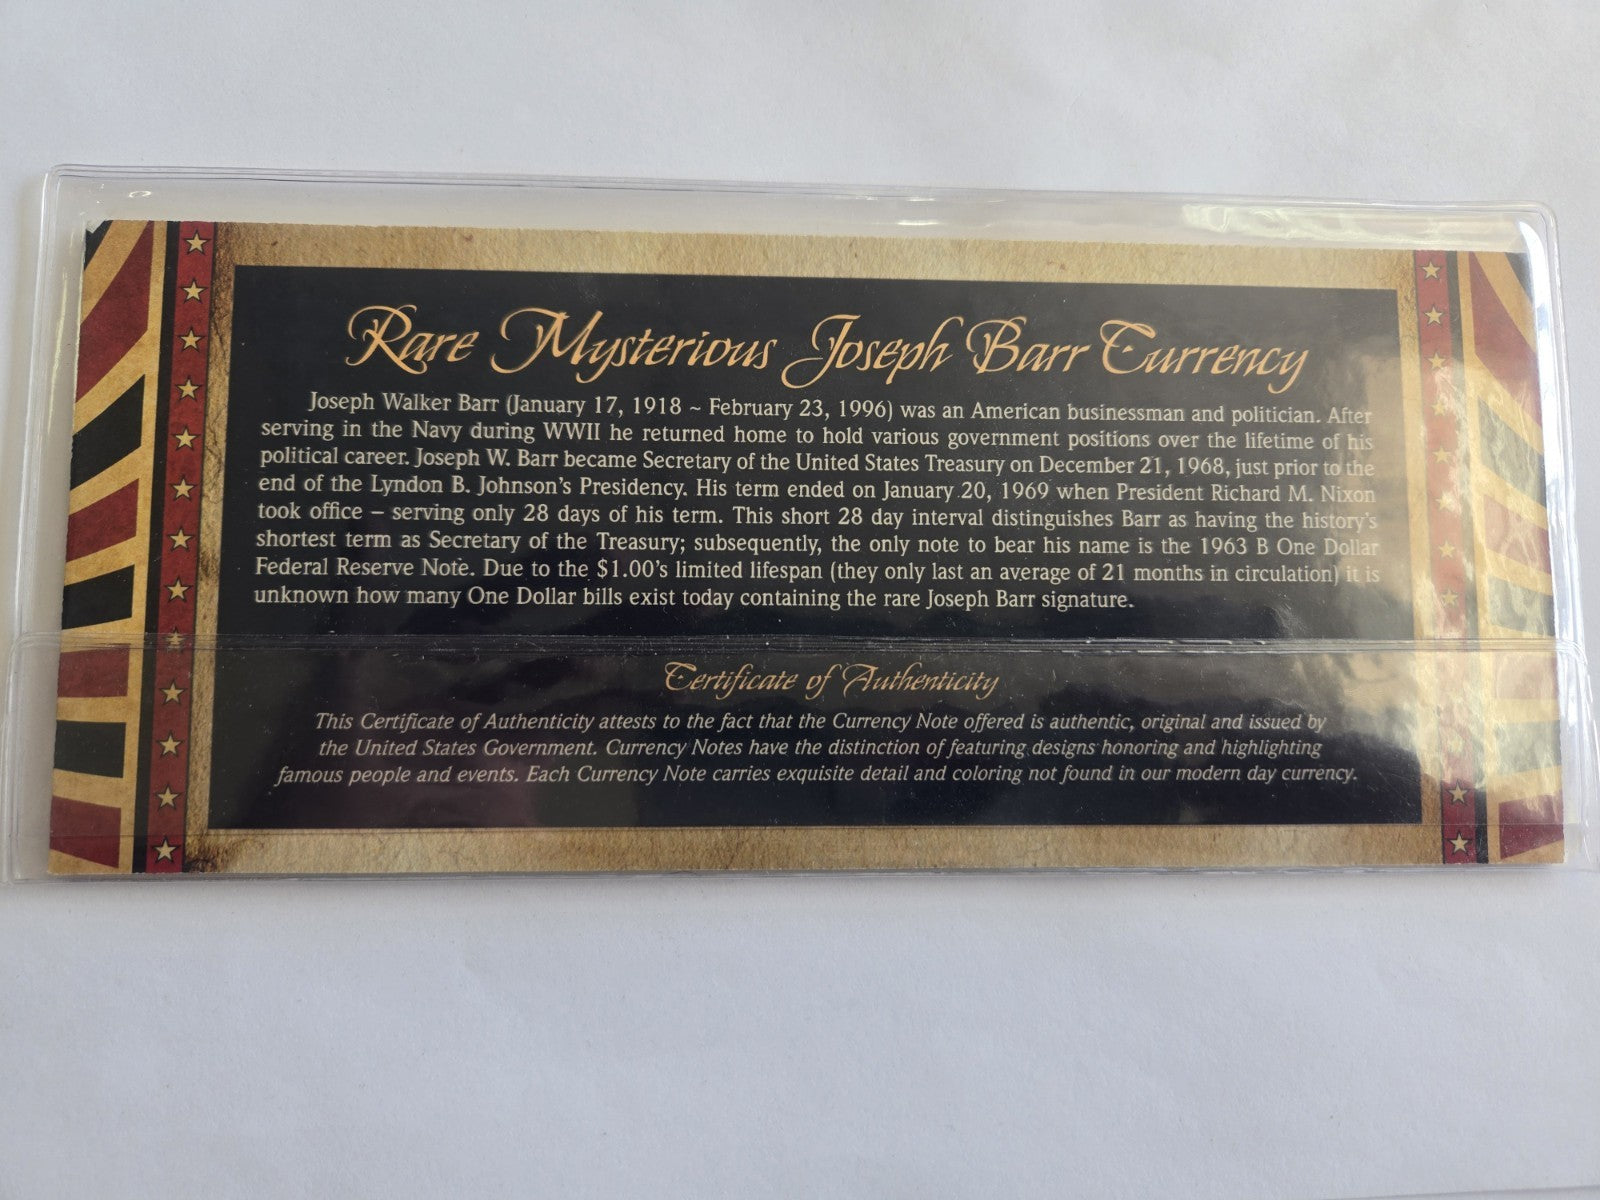 Rare Mysterious Joseph Barr Currency
Joseph Walker Barr (January 17, 1918 ~ February 23, 1996) was an American businessman and politician. After
serving in the Navy during WWII he returned home to hold various government positions over the lifetime of his
political career. Joseph W. Barr became Secretary of the United States Treasury on December 21, 1968, just prior to the
end of the Lyndon B. Johnson's Presidency. His term ended on January 20, 1969 when President Richard M. Nixon
took office – serving only 28 days of his term. This short 28 day interval distinguishes Barr as having the history's
shortest term as Secretary of the Treasury; subsequently, the only note to bear his name is the 1963 B One Dollar
Federal Reserve Note. Due to the $1.00's limited lifespan (they only last an average of 21 months in circulation) it is
unknown how many One Dollar bills exist today containing the rare Joseph Barr signature.
Certificate of Authenticity
This Certificate of Authenticity attests to the fact that the Currency Note offered is authentic, original and issued by
the United States Government. Currency Notes have the distinction of featuring designs honoring and highlighting
famous people and events. Each Currency Note carries exquisite detail and coloring not found in our modern day currency.